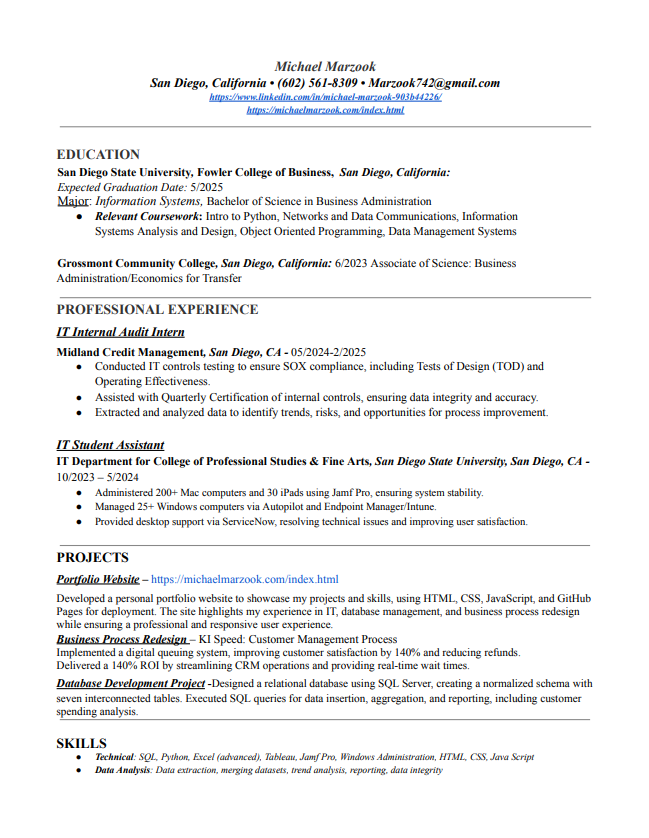 Michael Marzook
San Diego, California • (602) 561-8309 • Marzook742@gmail.com
https://www.linkedin.com/in/michael-marzook-903b44226/
https://michaelmarzook.com/index.html
EDUCATION
San Diego State University, Fowler College of Business, San Diego, California:
Expected Graduation Date: 5/2025
Major: Information Systems, Bachelor of Science in Business Administration
● Relevant Coursework: Intro to Python, Networks and Data Communications, Information
Systems Analysis and Design, Object Oriented Programming, Data Management Systems
Grossmont Community College, San Diego, California: 6/2023 Associate of Science: Business
Administration/Economics for Transfer
PROFESSIONAL EXPERIENCE
IT Internal Audit Intern
Midland Credit Management, San Diego, CA - 05/2024-2/2025
● Conducted IT controls testing to ensure SOX compliance, including Tests of Design (TOD) and
Operating Effectiveness.
● Assisted with Quarterly Certification of internal controls, ensuring data integrity and accuracy.
● Extracted and analyzed data to identify trends, risks, and opportunities for process improvement.
IT Student Assistant
IT Department for College of Professional Studies & Fine Arts, San Diego State University, San Diego, CA -
10/2023 – 5/2024
● Administered 200+ Mac computers and 30 iPads using Jamf Pro, ensuring system stability.
● Managed 25+ Windows computers via Autopilot and Endpoint Manager/Intune.
● Provided desktop support via ServiceNow, resolving technical issues and improving user satisfaction.
PROJECTS
Portfolio Website – https://michaelmarzook.com/index.html
Developed a personal portfolio website to showcase my projects and skills, using HTML, CSS, JavaScript, and GitHub
Pages for deployment. The site highlights my experience in IT, database management, and business process redesign
while ensuring a professional and responsive user experience.
Business Process Redesign – KI Speed: Customer Management Process
Implemented a digital queuing system, improving customer satisfaction by 140% and reducing refunds.
Delivered a 140% ROI by streamlining CRM operations and providing real-time wait times.
Database Development Project -Designed a relational database using SQL Server, creating a normalized schema with
seven interconnected tables. Executed SQL queries for data insertion, aggregation, and reporting, including customer
spending analysis.
SKILLS
● Technical: SQL, Python, Excel (advanced), Tableau, Jamf Pro, Windows Administration, HTML, CSS, Java Script
● Data Analysis: Data extraction, merging datasets, trend analysis, reporting, data integrity